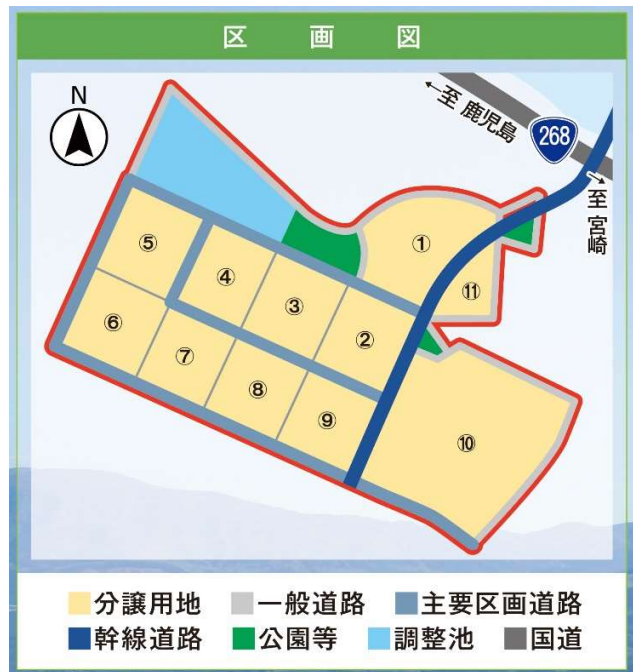 区画図
N
←至 鹿児島
268
→至 宮崎
①
⑪
⑤
④
③
②
⑥
⑦
⑧
⑨
⑩
分譲用地 一般道路 主要区画道路
幹線道路 公園等 調整池 国道